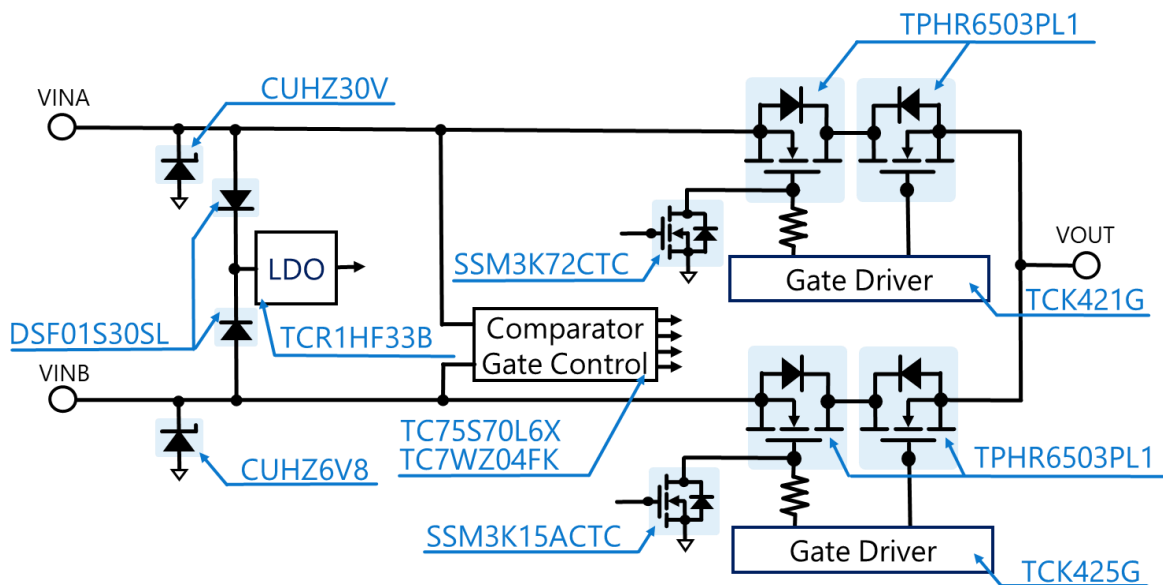 TPHR6503PL1
CUHZ30V
VINA
SSM3K72CTC
VOUT
LDO
Gate Driver
TCK421G
DSF01S30SL
TCR1HF33B
Comparator
Gate Control
VINB
TC75S70L6X
TC7WZ04FK
CUHZ6V8
TPHR6503PL1
SSM3K15ACTC
Gate Driver
TCK425G